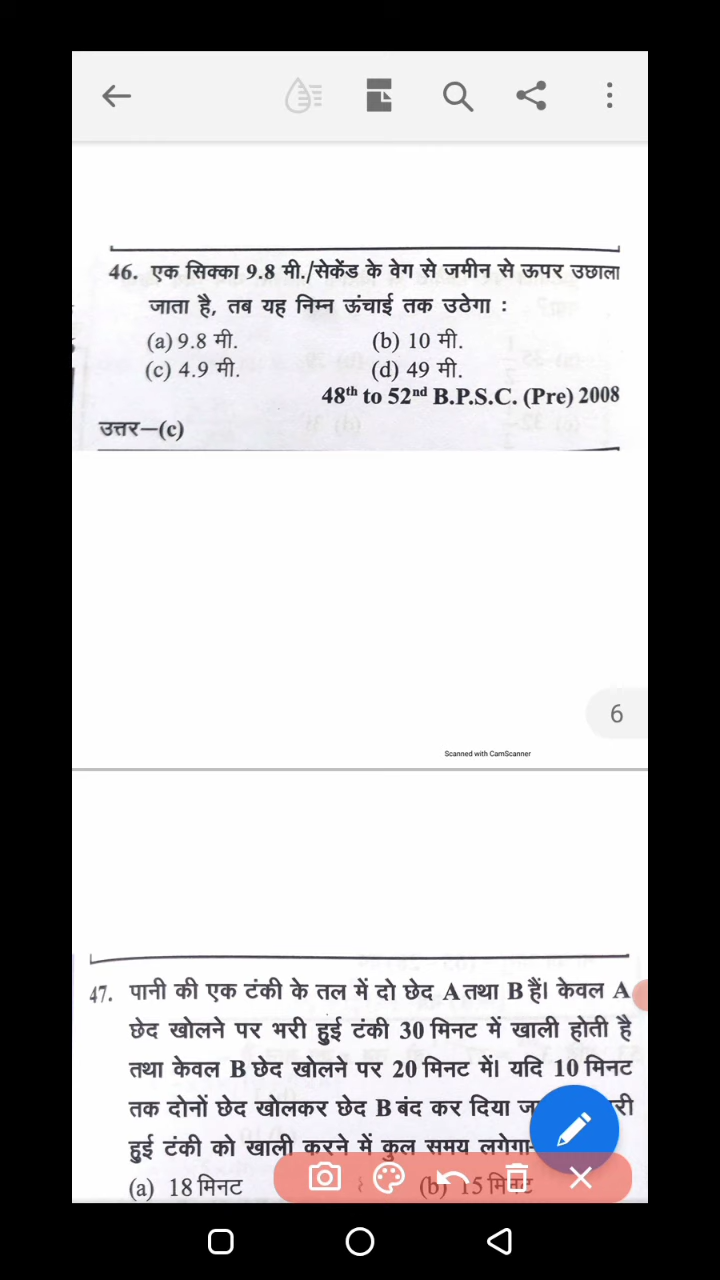 46. एक सिक्का 9.8 मी./सेकेंड के वेग से जमीन से ऊपर उछाला
जाता है, तब यह निम्न ऊंचाई तक उठेगा :
(a) 9.8 मी. (b) 10 मी.
(c) 4.9 मी. (d) 49 मी.
48th to 52nd B.P.S.C. (Pre) 2008
उत्तर–(c)
6
Scanned with CamScanner
47. पानी की एक टंकी के तल में दो छेद A तथा B हैं। केवल A
छेद खोलने पर भरी हुई टंकी 30 मिनट में खाली होती है
तथा केवल B छेद खोलने पर 20 मिनट में। यदि 10 मिनट
तक दोनों छेद खोलकर छेद B बंद कर दिया
हुई टंकी को खाली करने में कुल समय लगेगा–
(a) 18 मिनट (b) 15 मिनट